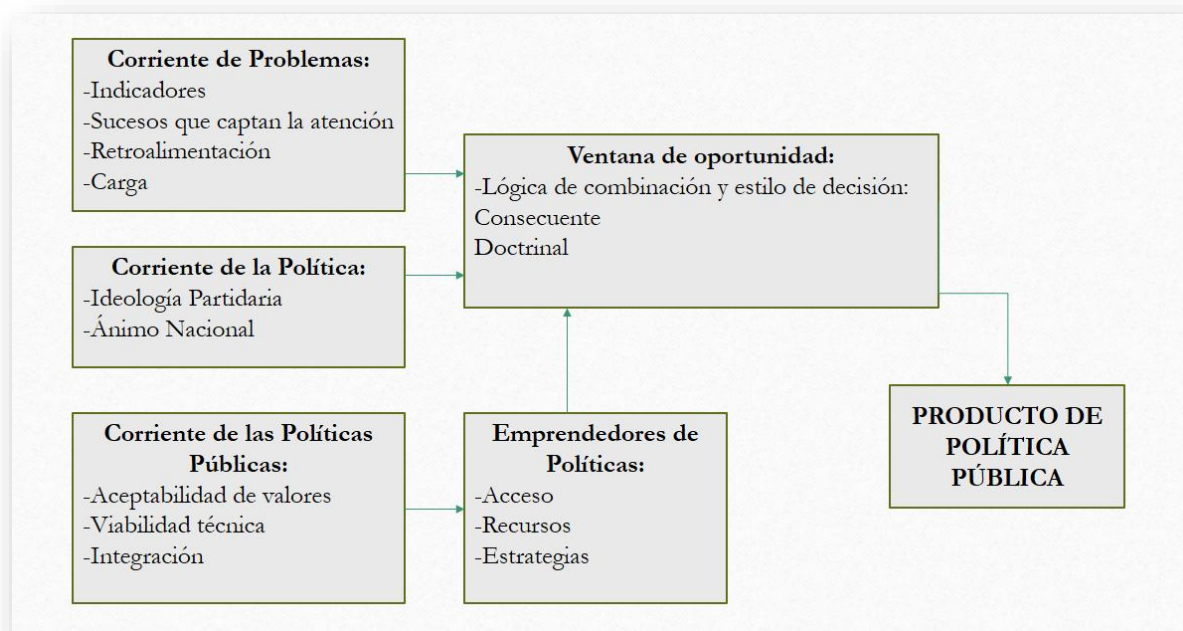 Corriente de Problemas:
-Indicadores
-Sucesos que captan la atención
-Retroalimentación
-Carga
Ventana de oportunidad:
-Lógica de combinación y estilo de decisión:
Consecuente
Doctrinal
Corriente de la Política:
-Ideología Partidaria
-Ánimo Nacional
Corriente de las Políticas
Públicas:
-Aceptabilidad de valores
-Viabilidad técnica
-Integración
Emprendedores de
Políticas:
-Acceso
-Recursos
-Estrategias
PRODUCTO DE
POLÍTICA
PÚBLICA